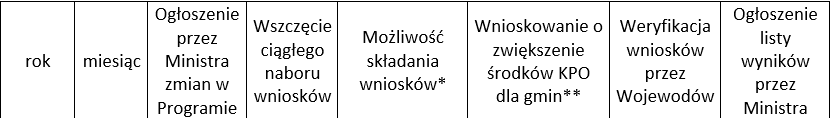 rok
miesiąc
Ogłoszenie
przez
Ministra
zmian w
Programie
Wszczęcie
ciągłego
naboru
wniosków
Możliwość
składania
wniosków*
Wnioskowanie o
zwiększenie
środków KPO
dla gmin**
Weryfikacja
wniosków
przez
Wojewodów
Ogłoszenie
listy
wyników
przez
Ministra